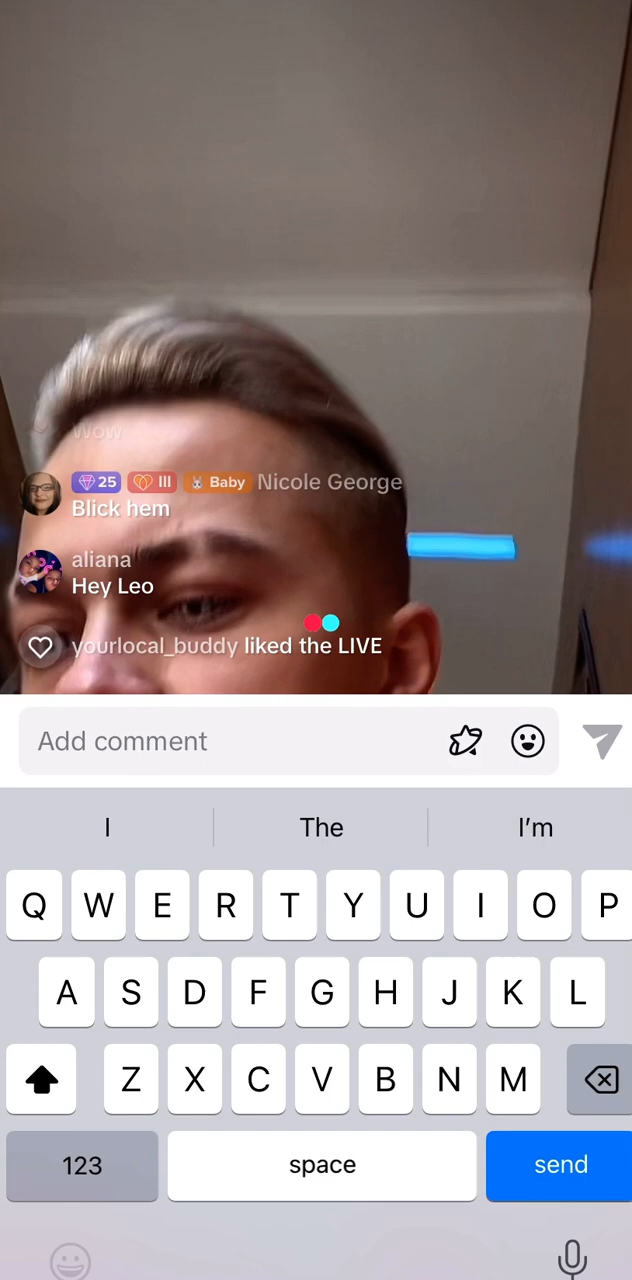 Wow
25 III Baby Nicole George
Blick hem
aliana
Hey Leo
yourlocal_buddy liked the LIVE
Add comment
I The I'm
Q W E R T Y U I O P
A S D F G H J K L
Z X C V B N M
123 space send